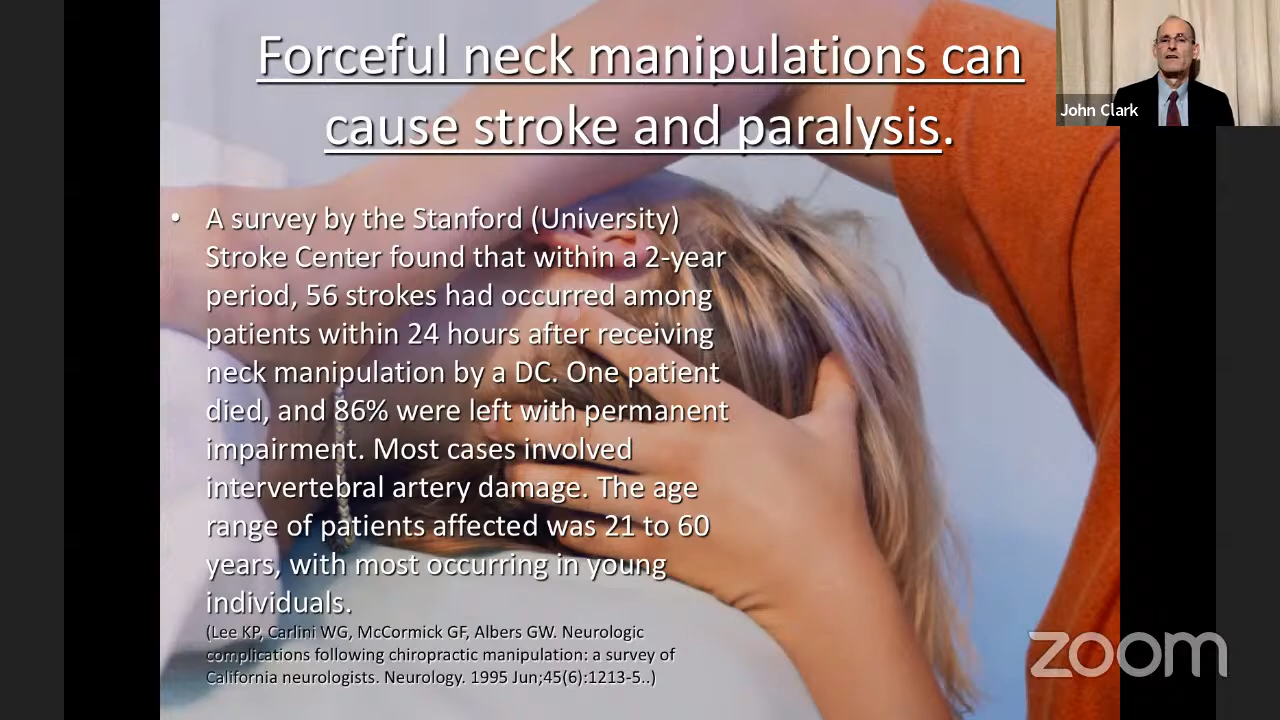 Forceful neck manipulations can
cause stroke and paralysis.
John Clark
• A survey by the Stanford (University)
Stroke Center found that within a 2-year
period, 56 strokes had occurred among
patients within 24 hours after receiving
neck manipulation by a DC. One patient
died, and 86% were left with permanent
impairment. Most cases involved
intervertebral artery damage. The age
range of patients affected was 21 to 60
years, with most occurring in young
individuals.
(Lee KP, Carlini WG, McCormick GF, Albers GW. Neurologic
complications following chiropractic manipulation: a survey of
California neurologists. Neurology. 1995 Jun;45(6):1213-5..)
zoom